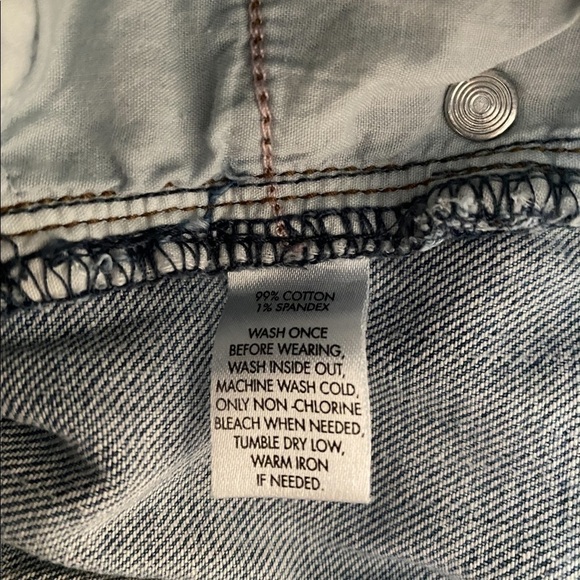 99% COTTON
1% SPANDEX
WASH ONCE
BEFORE WEARING,
WASH INSIDE OUT,
MACHINE WASH COLD,
ONLY NON -CHLORINE
BLEACH WHEN NEEDED,
TUMBLE DRY LOW,
WARM IRON
IF NEEDED.